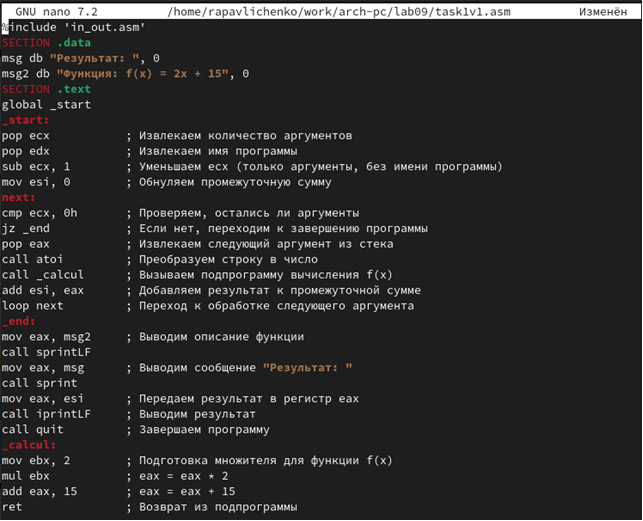 GNU nano 7.2 /home/rapavlichenko/work/arch-pc/lab09/task1v1.asm Изменён
%include 'in_out.asm'
SECTION .data
msg db "Результат: ", 0
msg2 db "Функция: f(x) = 2x + 15", 0
SECTION .text
global _start
_start:
pop ecx ; Извлекаем количество аргументов
pop edx ; Извлекаем имя программы
sub ecx, 1 ; Уменьшаем ecx (только аргументы, без имени программы)
mov esi, 0 ; Обнуляем промежуточную сумму
next:
cmp ecx, 0h ; Проверяем, остались ли аргументы
jz _end ; Если нет, переходим к завершению программы
pop eax ; Извлекаем следующий аргумент из стека
call atoi ; Преобразуем строку в число
call _calcul ; Вызываем подпрограмму вычисления f(x)
add esi, eax ; Добавляем результат к промежуточной сумме
loop next ; Переход к обработке следующего аргумента
_end:
mov eax, msg2 ; Выводим описание функции
call sprintLF
mov eax, msg ; Выводим сообщение "Результат: "
call sprint
mov eax, esi ; Передаем результат в регистр eax
call iprintLF ; Выводим результат
call quit ; Завершаем программу
_calcul:
mov ebx, 2 ; Подготовка множителя для функции f(x)
mul ebx ; eax = eax * 2
add eax, 15 ; eax = eax + 15
ret ; Возврат из подпрограммы